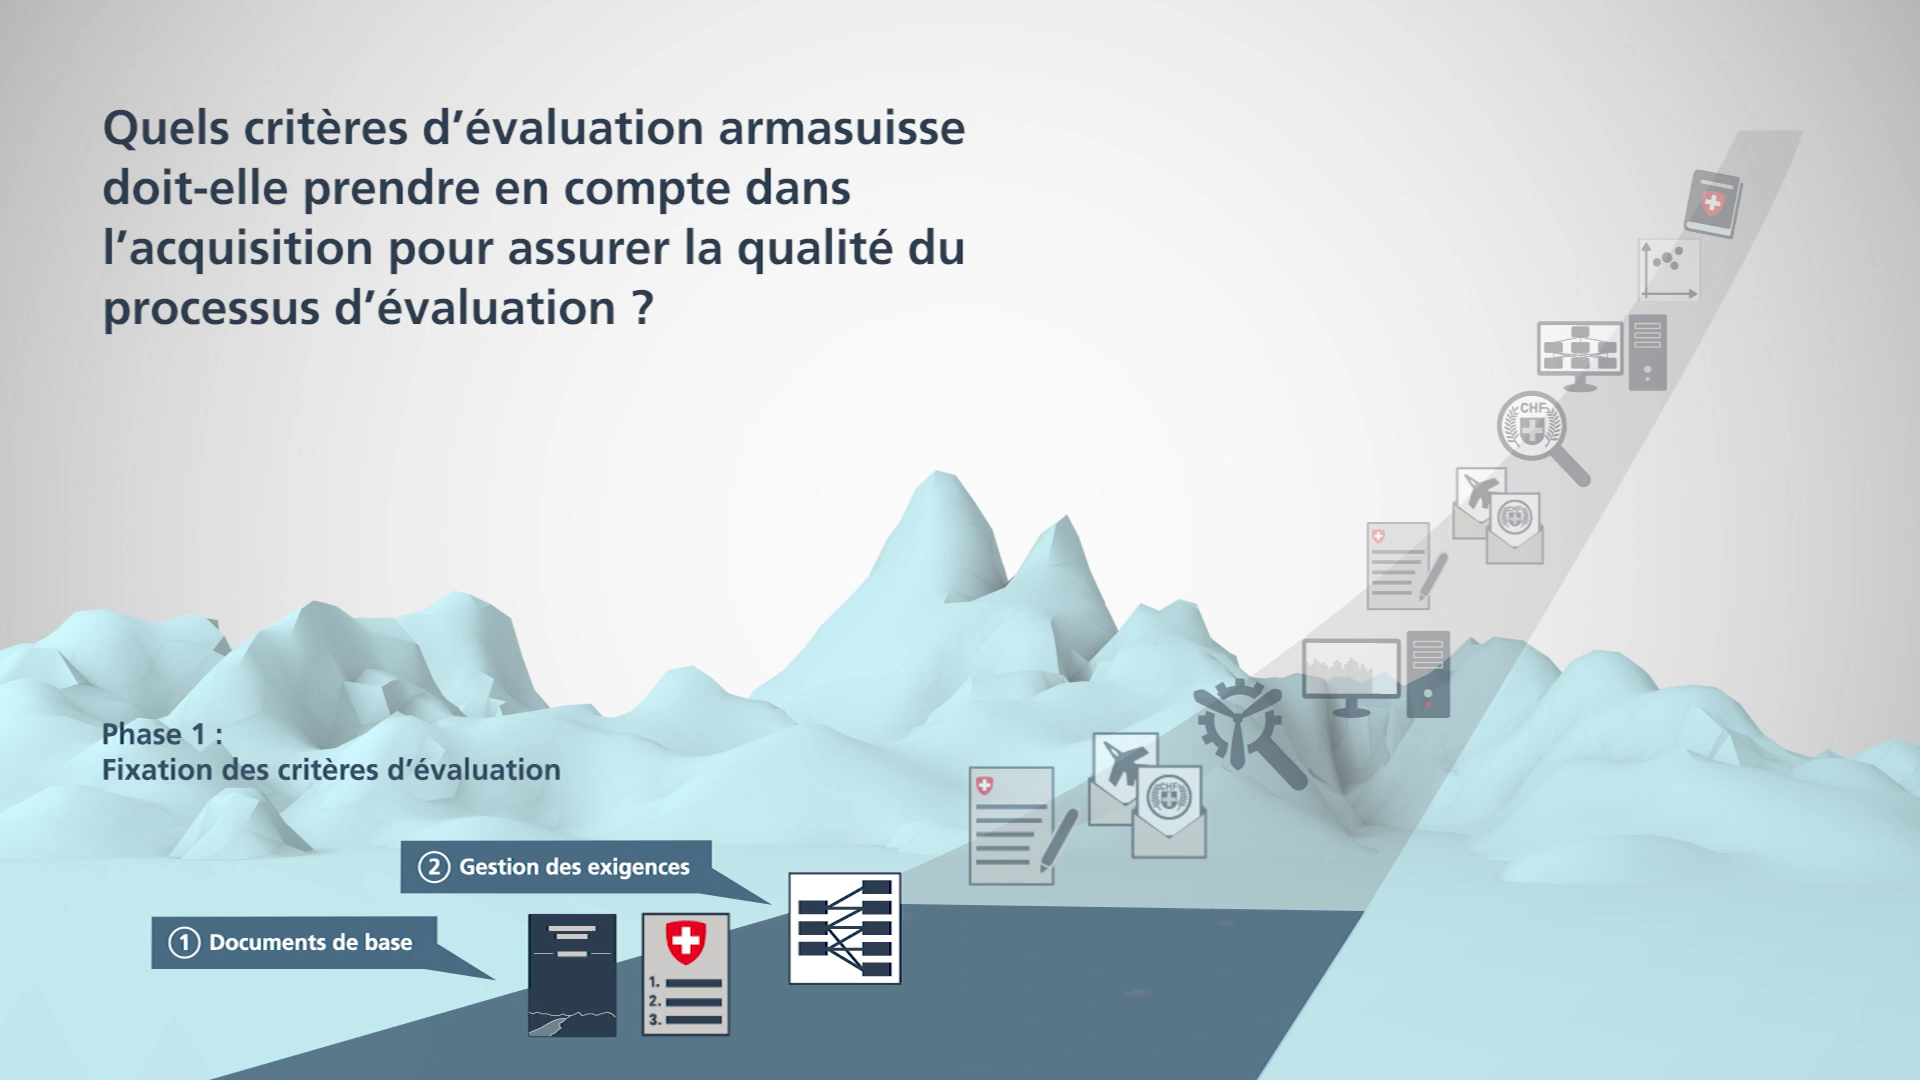 Quels critères d’évaluation armasuisse
doit-elle prendre en compte dans
l’acquisition pour assurer la qualité du
processus d’évaluation ?
CHF
Phase 1 :
Fixation des critères d’évaluation
CHF
2 Gestion des exigences
1 Documents de base
1.
2.
3.